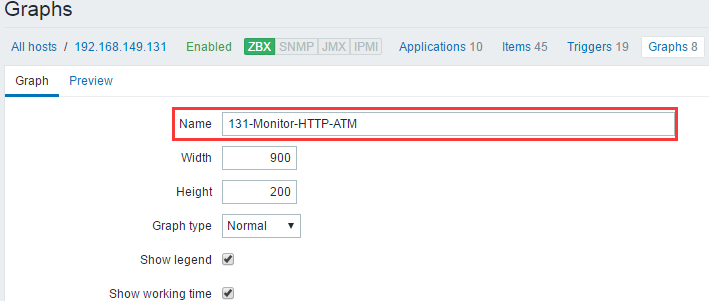 Graphs
All hosts / 192.168.149.131 Enabled ZBX SNMP JMX IPMI Applications 10 Items 45 Triggers 19 Graphs 8
Graph Preview
Name 131-Monitor-HTTP-ATM
Width 900
Height 200
Graph type Normal
Show legend
Show working time